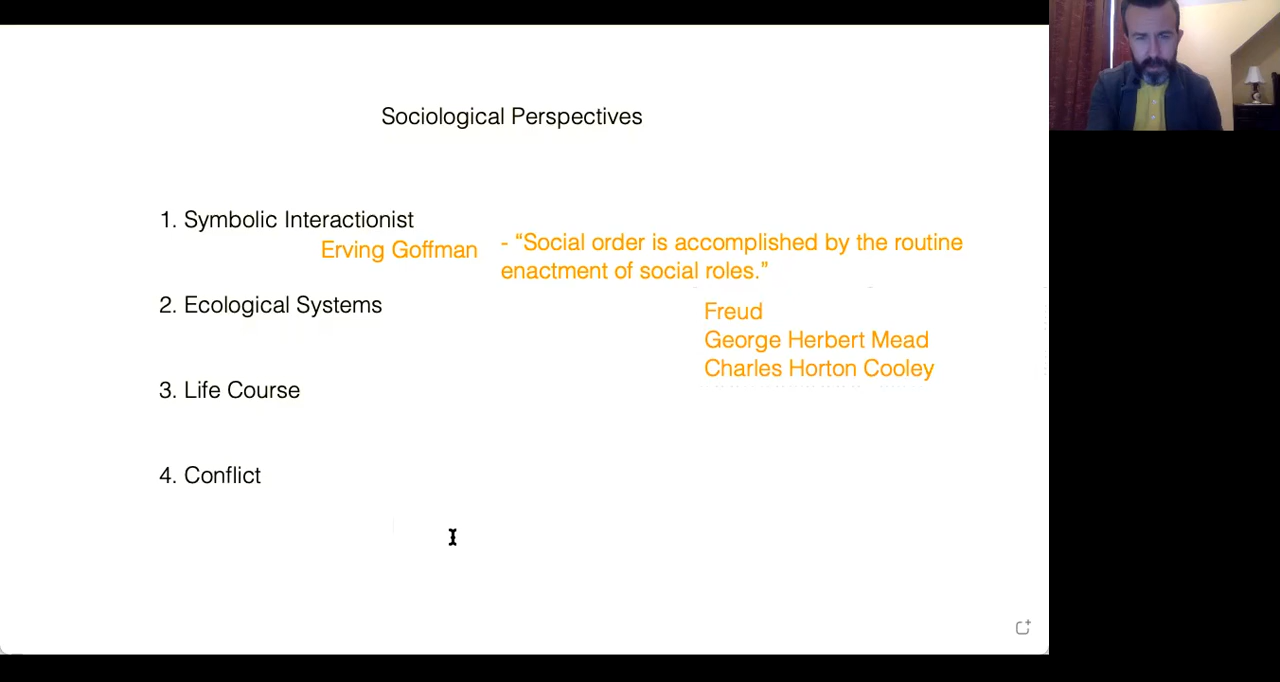 Sociological Perspectives
1. Symbolic Interactionist
Erving Goffman
- “Social order is accomplished by the routine
enactment of social roles.”
2. Ecological Systems
Freud
George Herbert Mead
Charles Horton Cooley
3. Life Course
4. Conflict